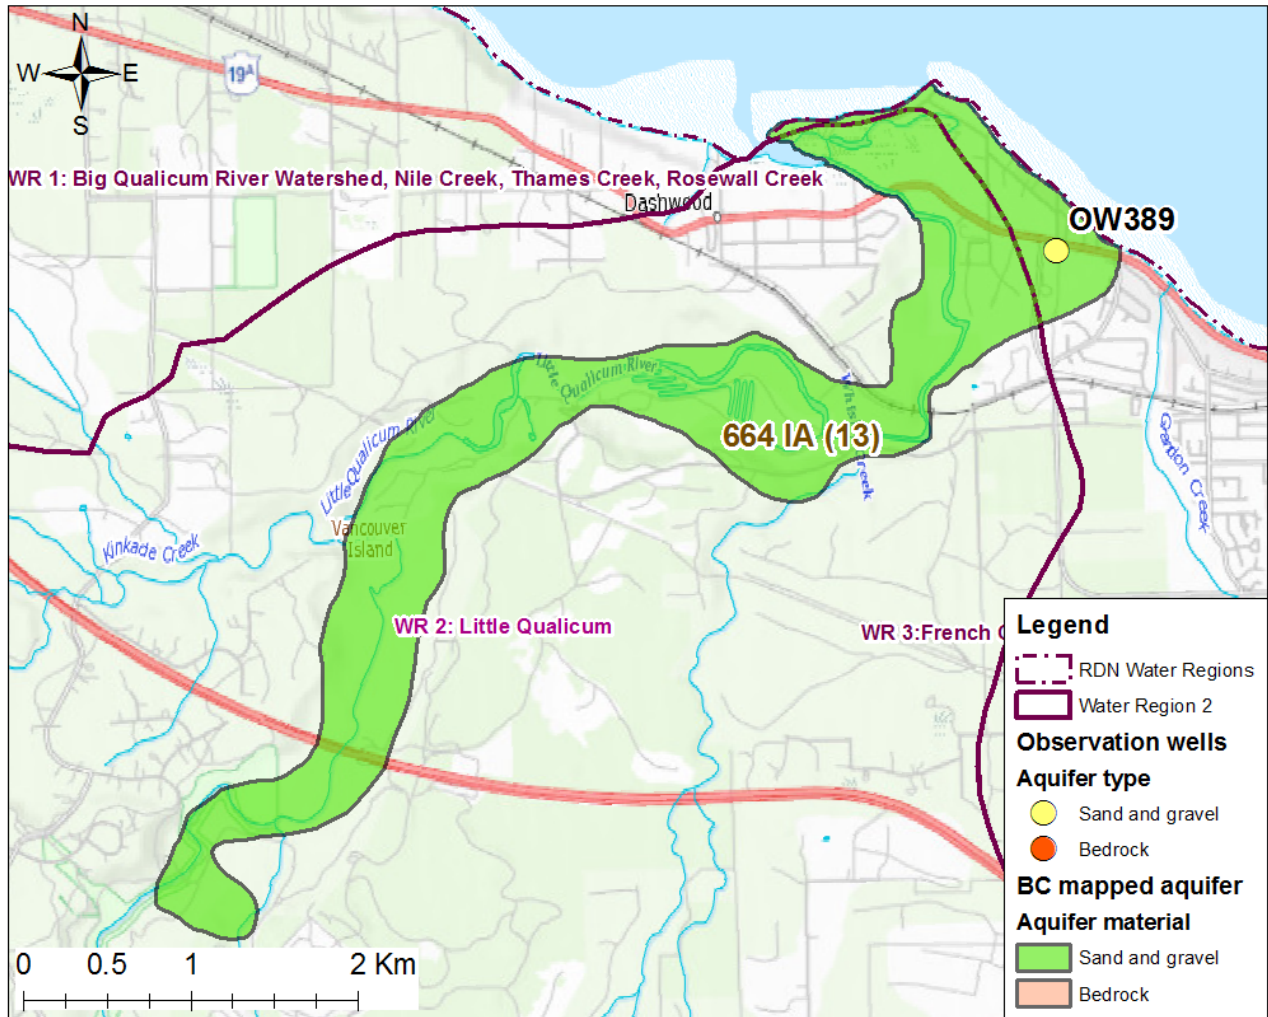 N
W E
S
19A
WR 1: Big Qualicum River Watershed, Nile Creek, Thames Creek, Rosewall Creek
Dashwood
OW389
Little Qualicum River
664 IA (13)
Little Qualicum River
Grandon Creek
Creek
Vancouver
Island
Kinkade Creek
WR 2: Little Qualicum
WR 3:French
Legend
RDN Water Regions
Water Region 2
Observation wells
Aquifer type
Sand and gravel
Bedrock
BC mapped aquifer
Aquifer material
Sand and gravel
Bedrock
0 0.5 1 2 Km